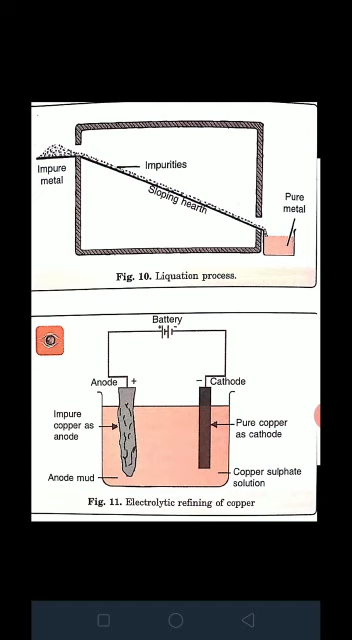 Impurities
Impure
metal
Sloping hearth
Pure
metal
Fig. 10. Liquation process.
Battery
+ −
Anode + − Cathode
Impure
copper as
anode
Pure copper
as cathode
Anode mud
Copper sulphate
solution
Fig. 11. Electrolytic refining of copper